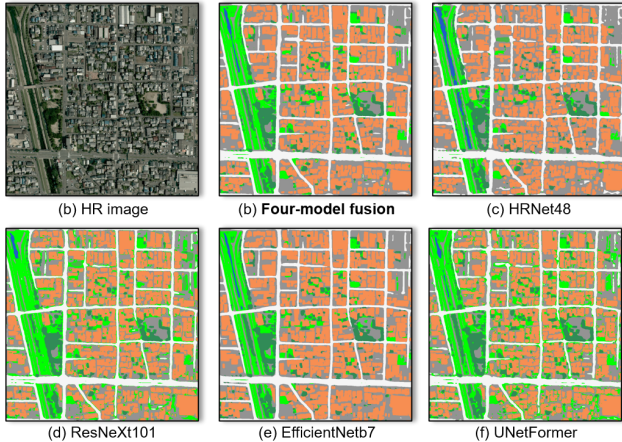 (b) HR image
(b) Four-model fusion
(c) HRNet48
(d) ResNeXt101
(e) EfficientNetb7
(f) UNetFormer